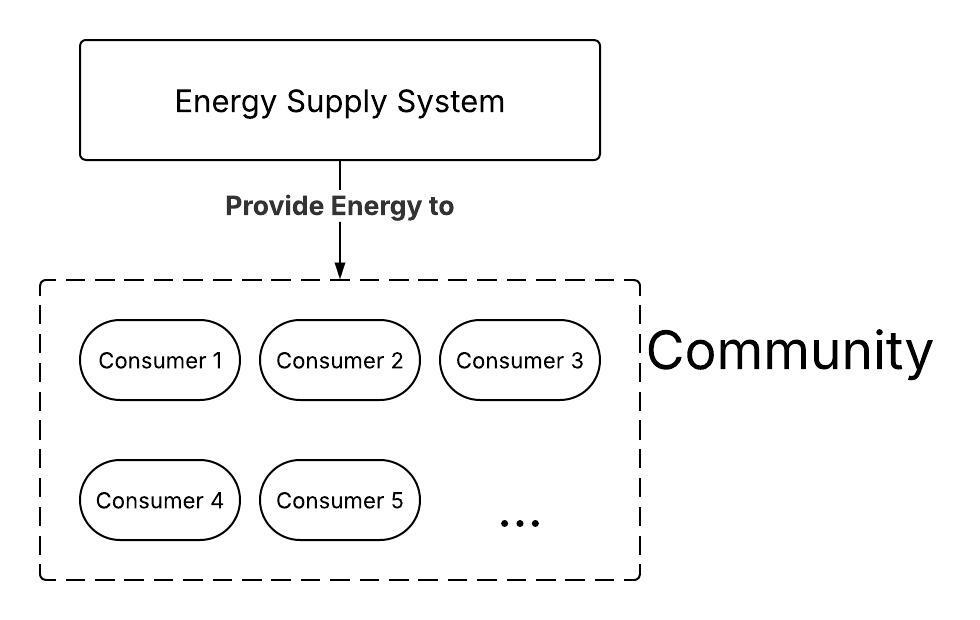 Energy Supply System
Provide Energy to
Consumer 1
Consumer 2
Consumer 3
Community
Consumer 4
Consumer 5
...